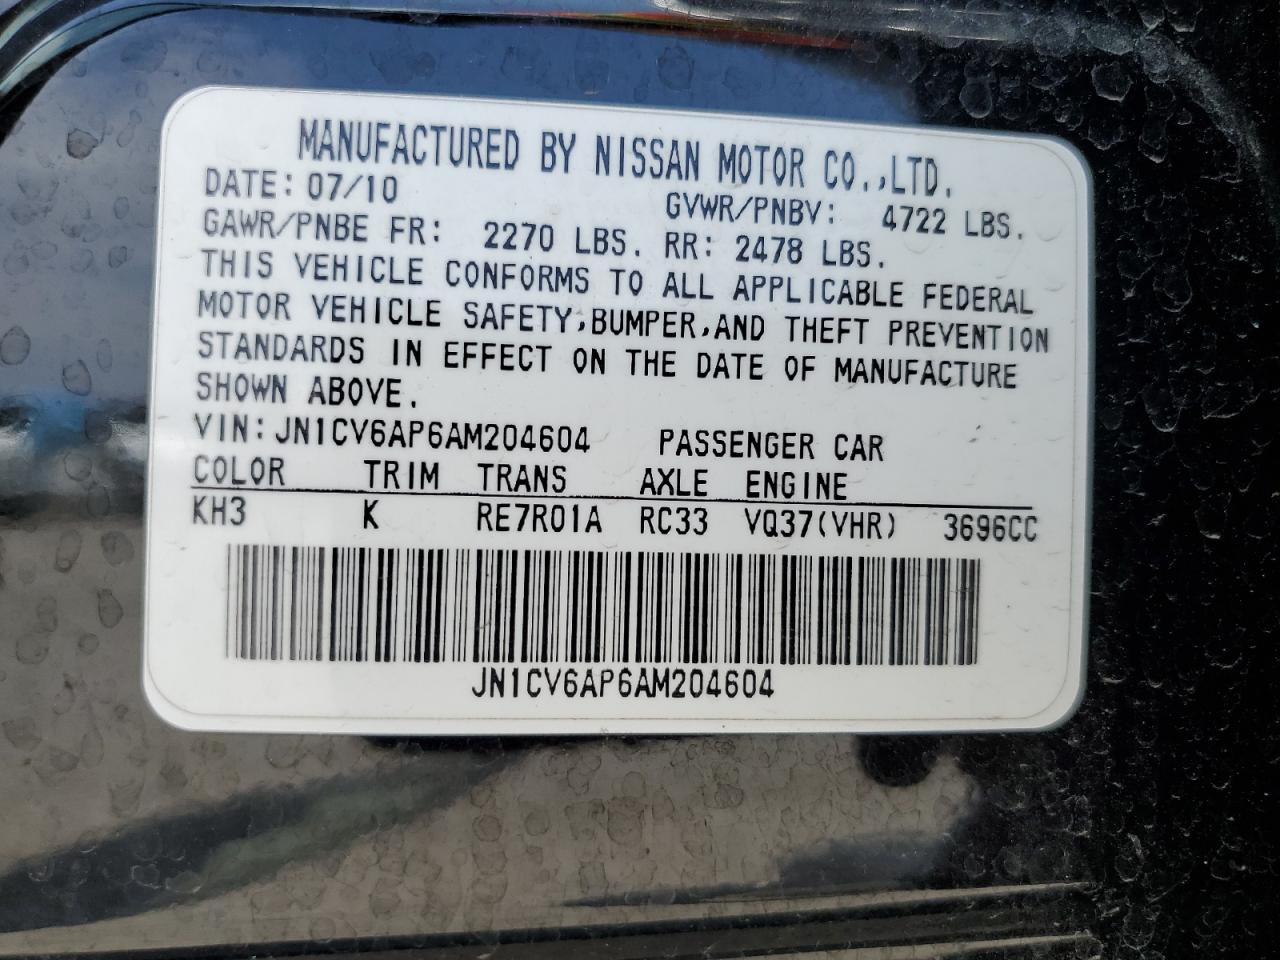 MANUFACTURED BY NISSAN MOTOR CO.,LTD.
DATE: 07/10 GVWR/PNBV: 4722 LBS.
GAWR/PNBE FR: 2270 LBS. RR: 2478 LBS.
THIS VEHICLE CONFORMS TO ALL APPLICABLE FEDERAL
MOTOR VEHICLE SAFETY,BUMPER,AND THEFT PREVENTION
STANDARDS IN EFFECT ON THE DATE OF MANUFACTURE
SHOWN ABOVE.
VIN: JN1CV6AP6AM204604 PASSENGER CAR
COLOR TRIM TRANS AXLE ENGINE
KH3 K RE7R01A RC33 VQ37(VHR) 3696CC
JN1CV6AP6AM204604